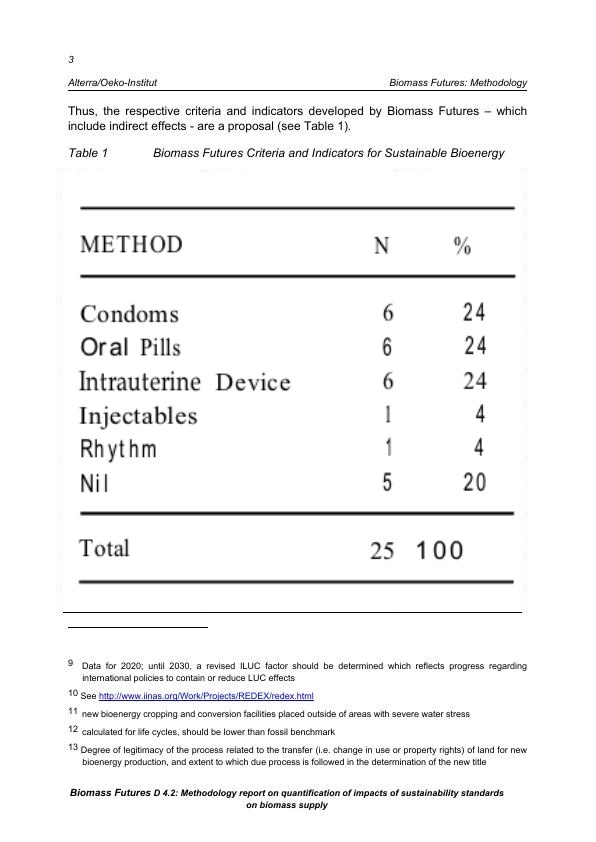 3
Alterra/Oeko-Institut Biomass Futures: Methodology
Thus, the respective criteria and indicators developed by Biomass Futures – which
include indirect effects - are a proposal (see Table 1).
Table 1 Biomass Futures Criteria and Indicators for Sustainable Bioenergy
METHOD N %
Condoms 6 24
Oral Pills 6 24
Intrauterine Device 6 24
Injectables 1 4
Rhythm 1 4
Nil 5 20
Total 25 100
9 Data for 2020; until 2030, a revised ILUC factor should be determined which reflects progress regarding
international policies to contain or reduce LUC effects
10 See http://www.iinas.org/Work/Projects/REDEX/redex.html
11 new bioenergy cropping and conversion facilities placed outside of areas with severe water stress
12 calculated for life cycles, should be lower than fossil benchmark
13 Degree of legitimacy of the process related to the transfer (i.e. change in use or property rights) of land for new
bioenergy production, and extent to which due process is followed in the determination of the new title
Biomass Futures D 4.2: Methodology report on quantification of impacts of sustainability standards
on biomass supply